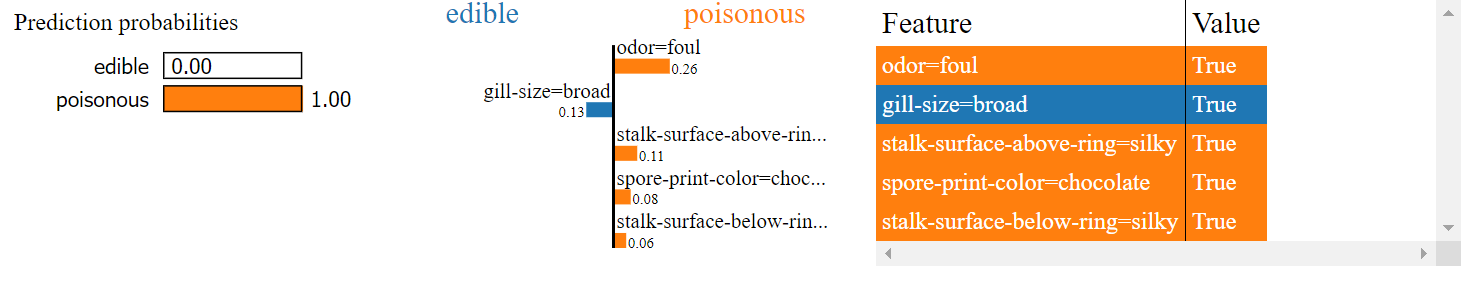 Prediction probabilities
edible 0.00
poisonous 1.00
edible poisonous
odor=foul
0.26
gill-size=broad
0.13
stalk-surface-above-rin...
0.11
spore-print-color=choc...
0.08
stalk-surface-below-rin...
0.06
Feature Value
odor=foul True
gill-size=broad True
stalk-surface-above-ring=silky True
spore-print-color=chocolate True
stalk-surface-below-ring=silky True